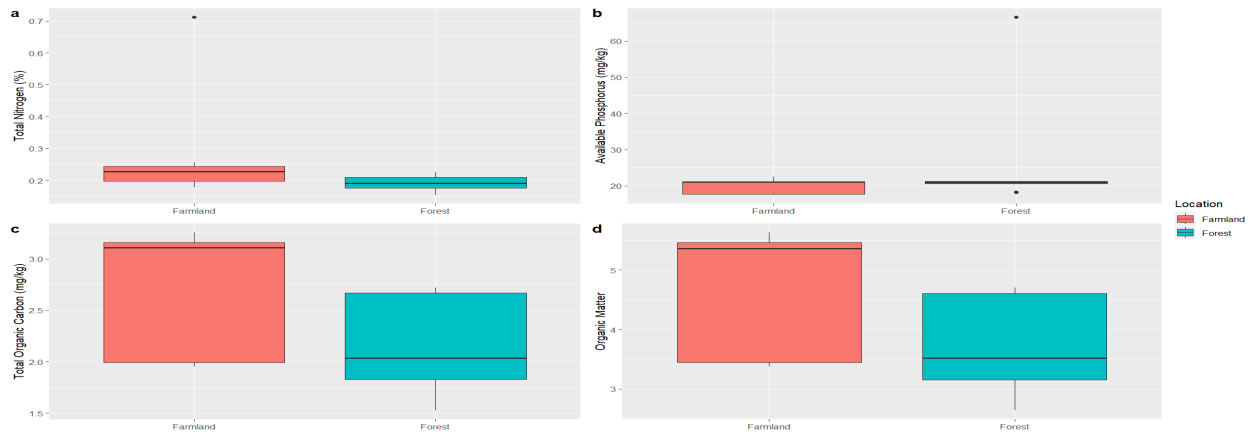 a
Total Nitrogen (%)
0.7
0.6
0.5
0.4
0.3
0.2
Farmland
Forest
b
Available Phosphorus (mg/kg)
60
50
40
30
20
Farmland
Forest
c
Total Organic Carbon (mg/kg)
3.0
2.5
2.0
1.5
Farmland
Forest
d
Organic Matter
5
4
3
Farmland
Forest
Location
Farmland
Forest